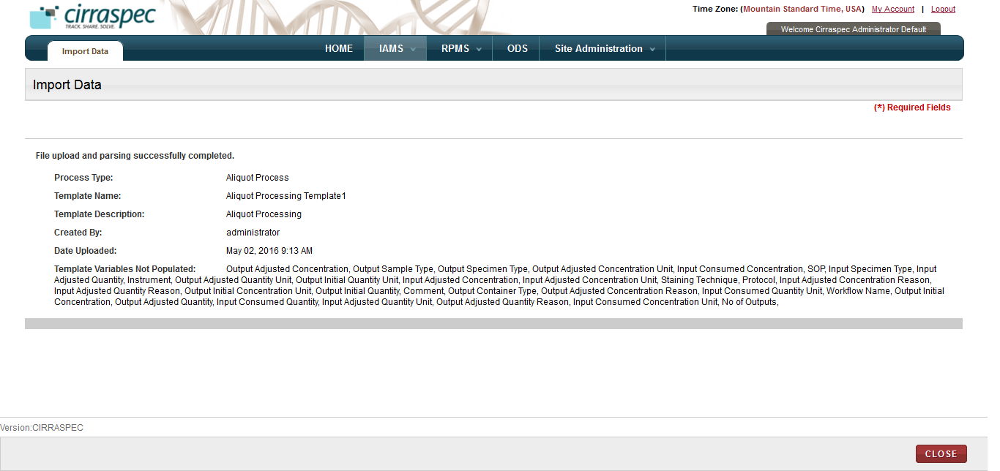 cirraspec
TRACK. SHARE. SOLVE.
Time Zone: (Mountain Standard Time, USA) My Account | Logout
Welcome Cirraspec Administrator Default
Import Data HOME IAMS RPMS ODS Site Administration
Import Data
(*) Required Fields
File upload and parsing successfully completed.
Process Type: Aliquot Process
Template Name: Aliquot Processing Template1
Template Description: Aliquot Processing
Created By: administrator
Date Uploaded: May 02, 2016 9:13 AM
Template Variables Not Populated: Output Adjusted Concentration, Output Sample Type, Output Specimen Type, Output Adjusted Concentration Unit, Input Consumed Concentration, SOP, Input Specimen Type, Input
Adjusted Quantity, Instrument, Output Adjusted Quantity Unit, Output Initial Quantity Unit, Input Adjusted Concentration, Input Adjusted Concentration Unit, Staining Technique, Protocol, Input Adjusted Concentration Reason,
Input Adjusted Quantity Reason, Output Initial Concentration Unit, Output Initial Quantity, Comment, Output Container Type, Output Adjusted Concentration Reason, Input Consumed Quantity Unit, Workflow Name, Output Initial
Concentration, Output Adjusted Quantity, Input Consumed Quantity, Input Adjusted Quantity Unit, Output Adjusted Quantity Reason, Input Consumed Concentration Unit, No of Outputs,
Version:CIRRASPEC
CLOSE